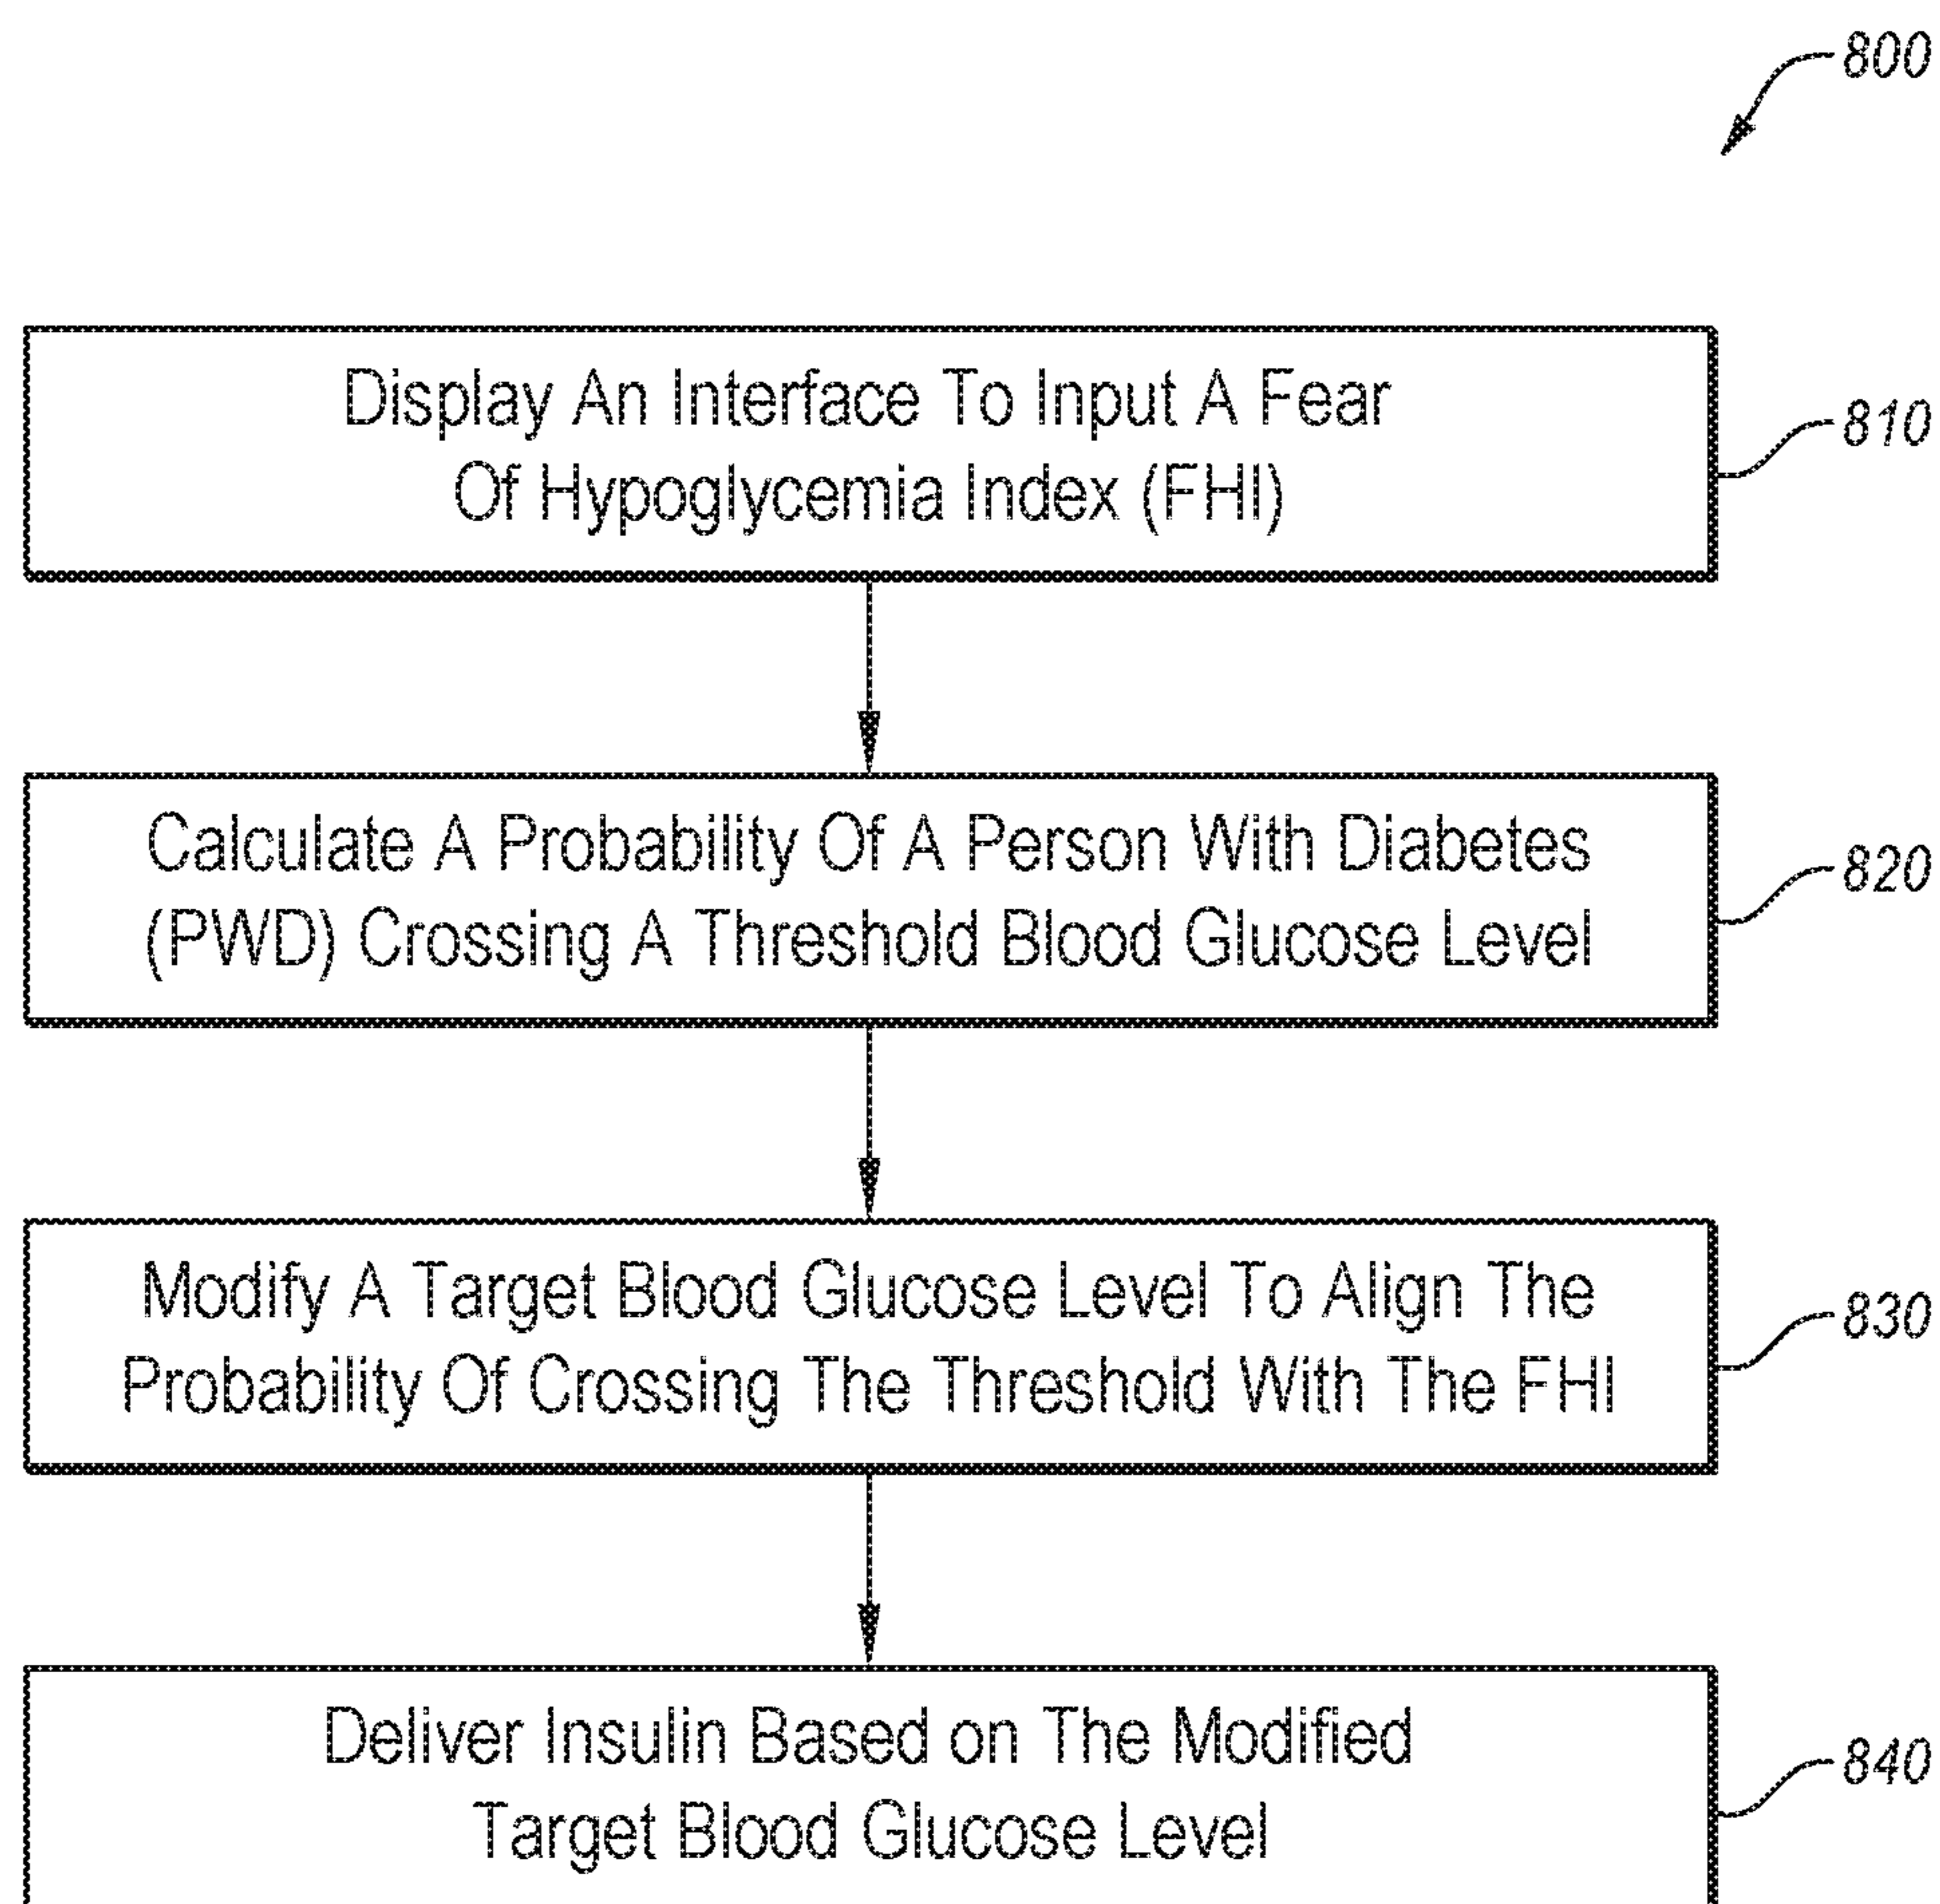 800
Display An Interface To Input A Fear
Of Hypoglycemia Index (FHI)
810
Calculate A Probability Of A Person With Diabetes
(PWD) Crossing A Threshold Blood Glucose Level
820
Modify A Target Blood Glucose Level To Align The
Probability Of Crossing The Threshold With The FHI
830
Deliver Insulin Based on The Modified
Target Blood Glucose Level
840